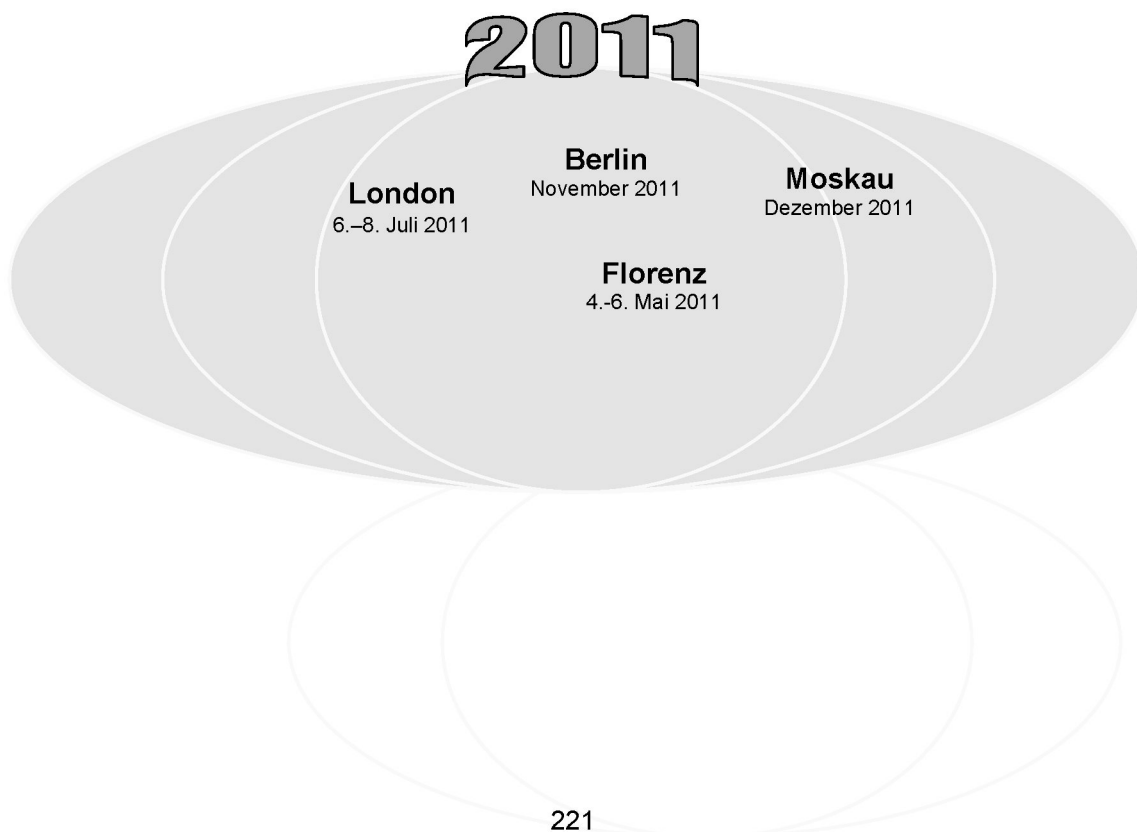 2011
Berlin
November 2011
Moskau
Dezember 2011
London
6.–8. Juli 2011
Florenz
4.-6. Mai 2011
221